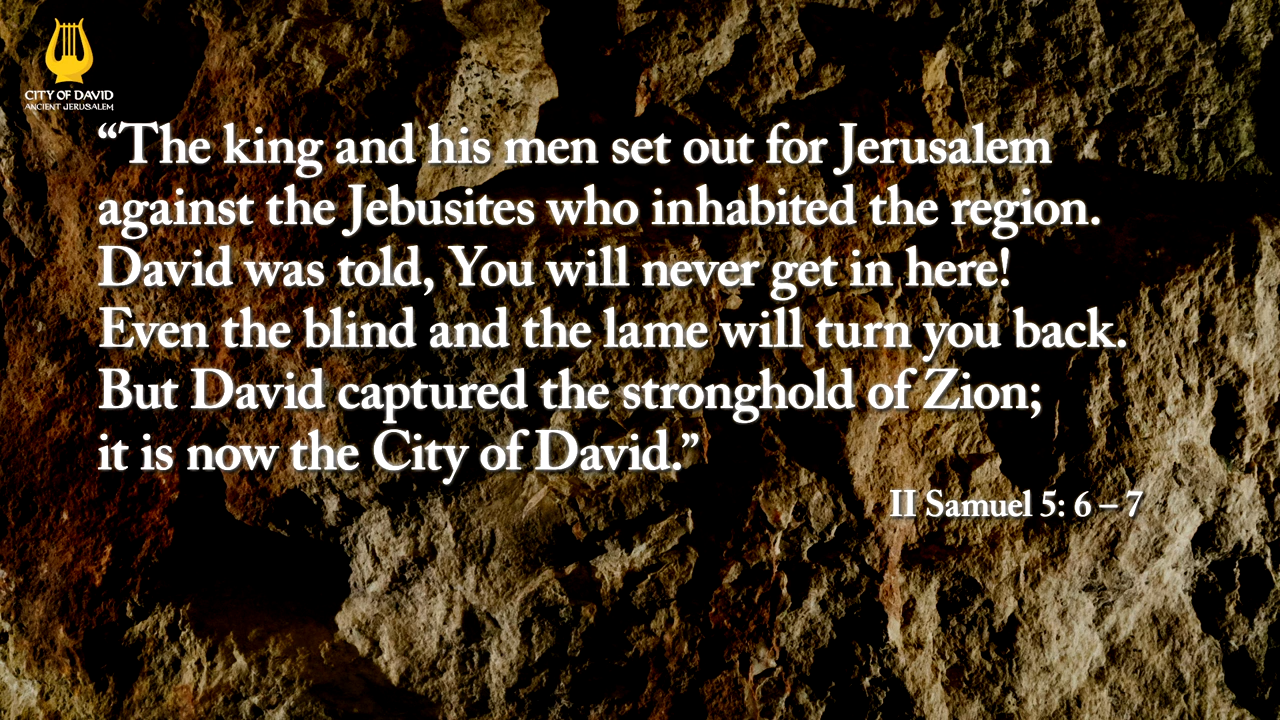 CITY OF DAVID
ANCIENT JERUSALEM
“The king and his men set out for Jerusalem
against the Jebusites who inhabited the region.
David was told, You will never get in here!
Even the blind and the lame will turn you back.
But David captured the stronghold of Zion;
it is now the City of David.”
II Samuel 5: 6 – 7